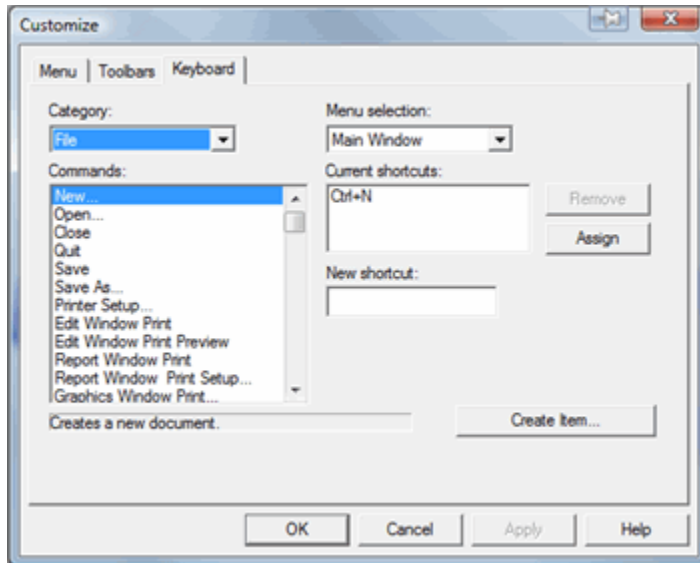 Customize
Menu Toolbars Keyboard
Category:
File
Commands:
New...
Open...
Close
Quit
Save
Save As...
Printer Setup...
Edit Window Print
Edit Window Print Preview
Report Window Print
Report Window Print Setup...
Graphics Window Print...
Creates a new document.
Menu selection:
Main Window
Current shortcuts:
Ctrl+N
Remove
Assign
New shortcut:
Create Item...
OK Cancel Apply Help